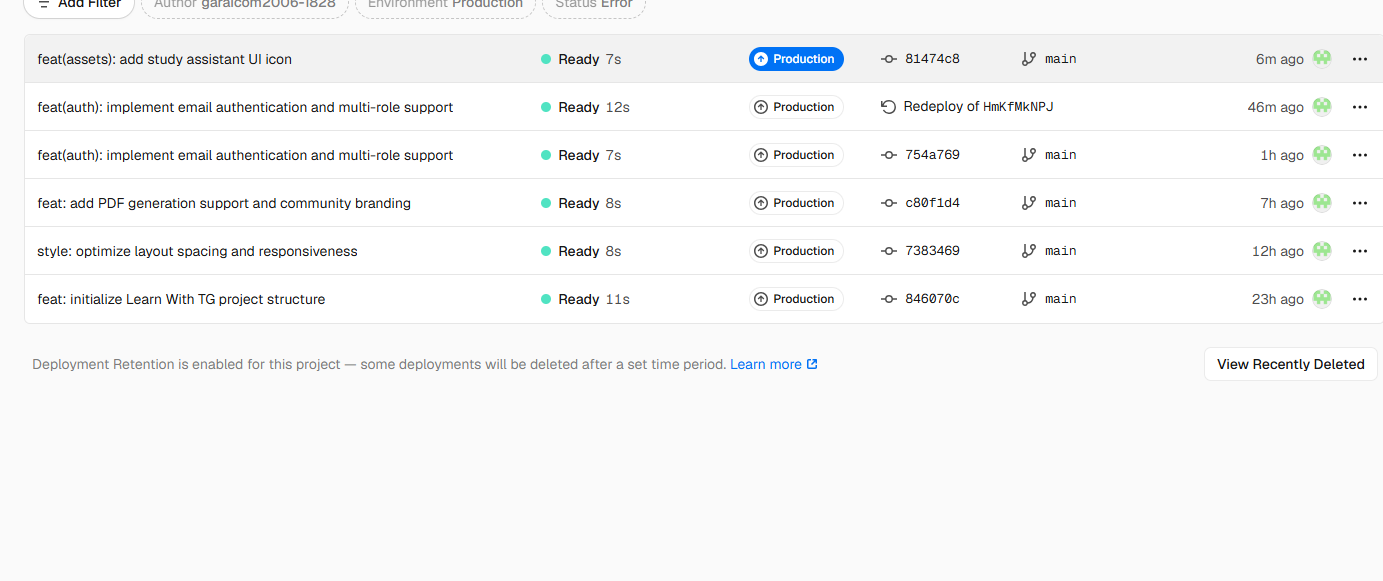 Add Filter Author garaicom2006-1828 Environment Production Status Error
feat(assets): add study assistant UI icon Ready 7s Production 81474c8 main 6m ago
feat(auth): implement email authentication and multi-role support Ready 12s Production Redeploy of HmKfMkNPJ 46m ago
feat(auth): implement email authentication and multi-role support Ready 7s Production 754a769 main 1h ago
feat: add PDF generation support and community branding Ready 8s Production c80f1d4 main 7h ago
style: optimize layout spacing and responsiveness Ready 8s Production 7383469 main 12h ago
feat: initialize Learn With TG project structure Ready 11s Production 846070c main 23h ago
Deployment Retention is enabled for this project — some deployments will be deleted after a set time period. Learn more View Recently Deleted